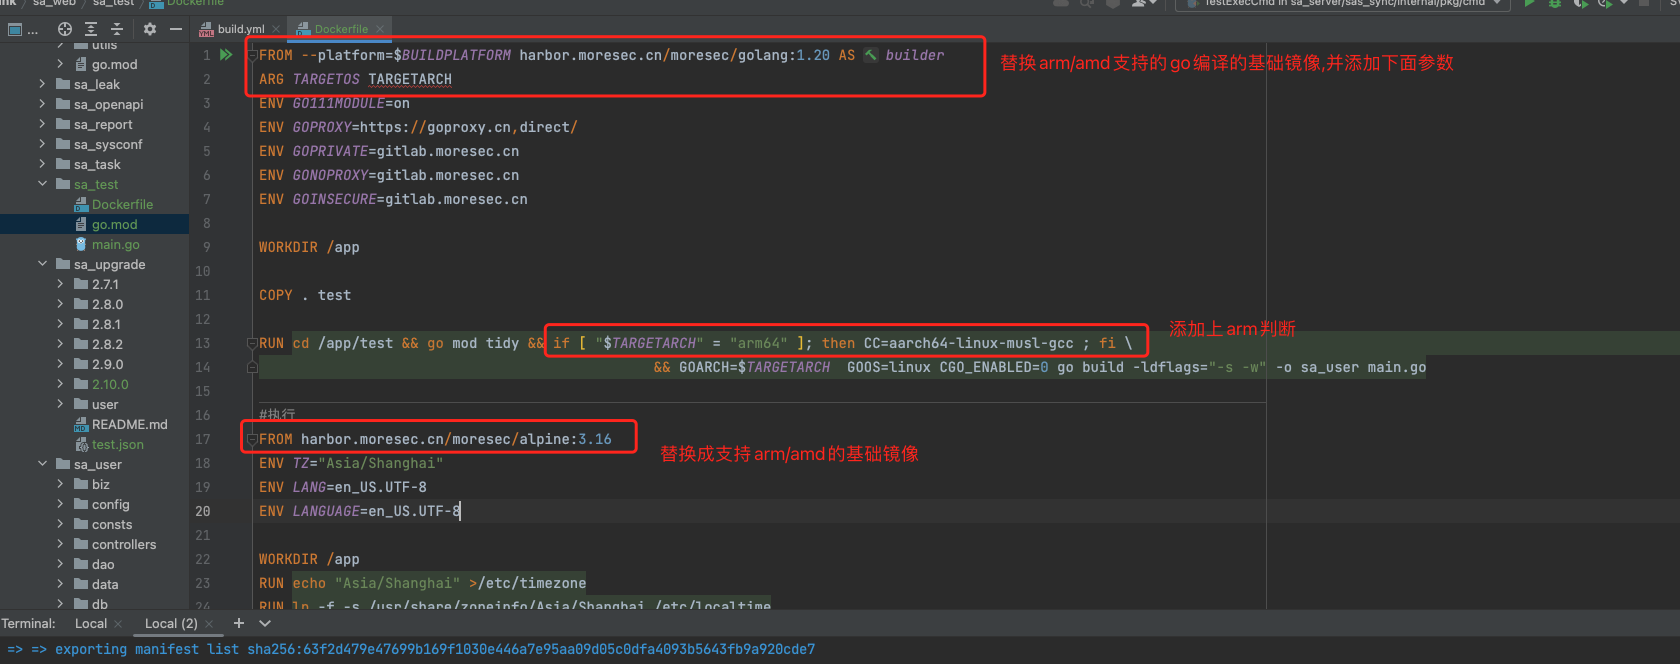 sa_web > sa_test > Dockerfile
TestExecCmd in sa_server/sas_sync/internal/pkg/cmd
...
build.yml
Dockerfile
utils
go.mod
sa_leak
sa_openapi
sa_report
sa_sysconf
sa_task
sa_test
Dockerfile
go.mod
main.go
sa_upgrade
2.7.1
2.8.0
2.8.1
2.8.2
2.9.0
2.10.0
user
README.md
test.json
sa_user
biz
config
consts
controllers
dao
data
db
1 FROM --platform=$BUILDPLATFORM harbor.moresec.cn/moresec/golang:1.20 AS builder
替换arm/amd支持的go编译的基础镜像,并添加下面参数
2 ARG TARGETOS TARGETARCH
3 ENV GO111MODULE=on
4 ENV GOPROXY=https://goproxy.cn,direct/
5 ENV GOPRIVATE=gitlab.moresec.cn
6 ENV GONOPROXY=gitlab.moresec.cn
7 ENV GOINSECURE=gitlab.moresec.cn
8
9 WORKDIR /app
10
11 COPY . test
12
添加上arm判断
13 RUN cd /app/test && go mod tidy && if [ "$TARGETARCH" = "arm64" ]; then CC=aarch64-linux-musl-gcc ; fi \
14 && GOARCH=$TARGETARCH GOOS=linux CGO_ENABLED=0 go build -ldflags="-s -w" -o sa_user main.go
15
16 #执行
17 FROM harbor.moresec.cn/moresec/alpine:3.16
替换成支持arm/amd的基础镜像
18 ENV TZ="Asia/Shanghai"
19 ENV LANG=en_US.UTF-8
20 ENV LANGUAGE=en_US.UTF-8
21
22 WORKDIR /app
23 RUN echo "Asia/Shanghai" >/etc/timezone
24 RUN ln -f -s /usr/share/zoneinfo/Asia/Shanghai /etc/localtime
Terminal: Local Local (2)
=> => exporting manifest list sha256:63f2d479e47699b169f1030e446a7e95aa09d05c0dfa4093b5643fb9a920cde7